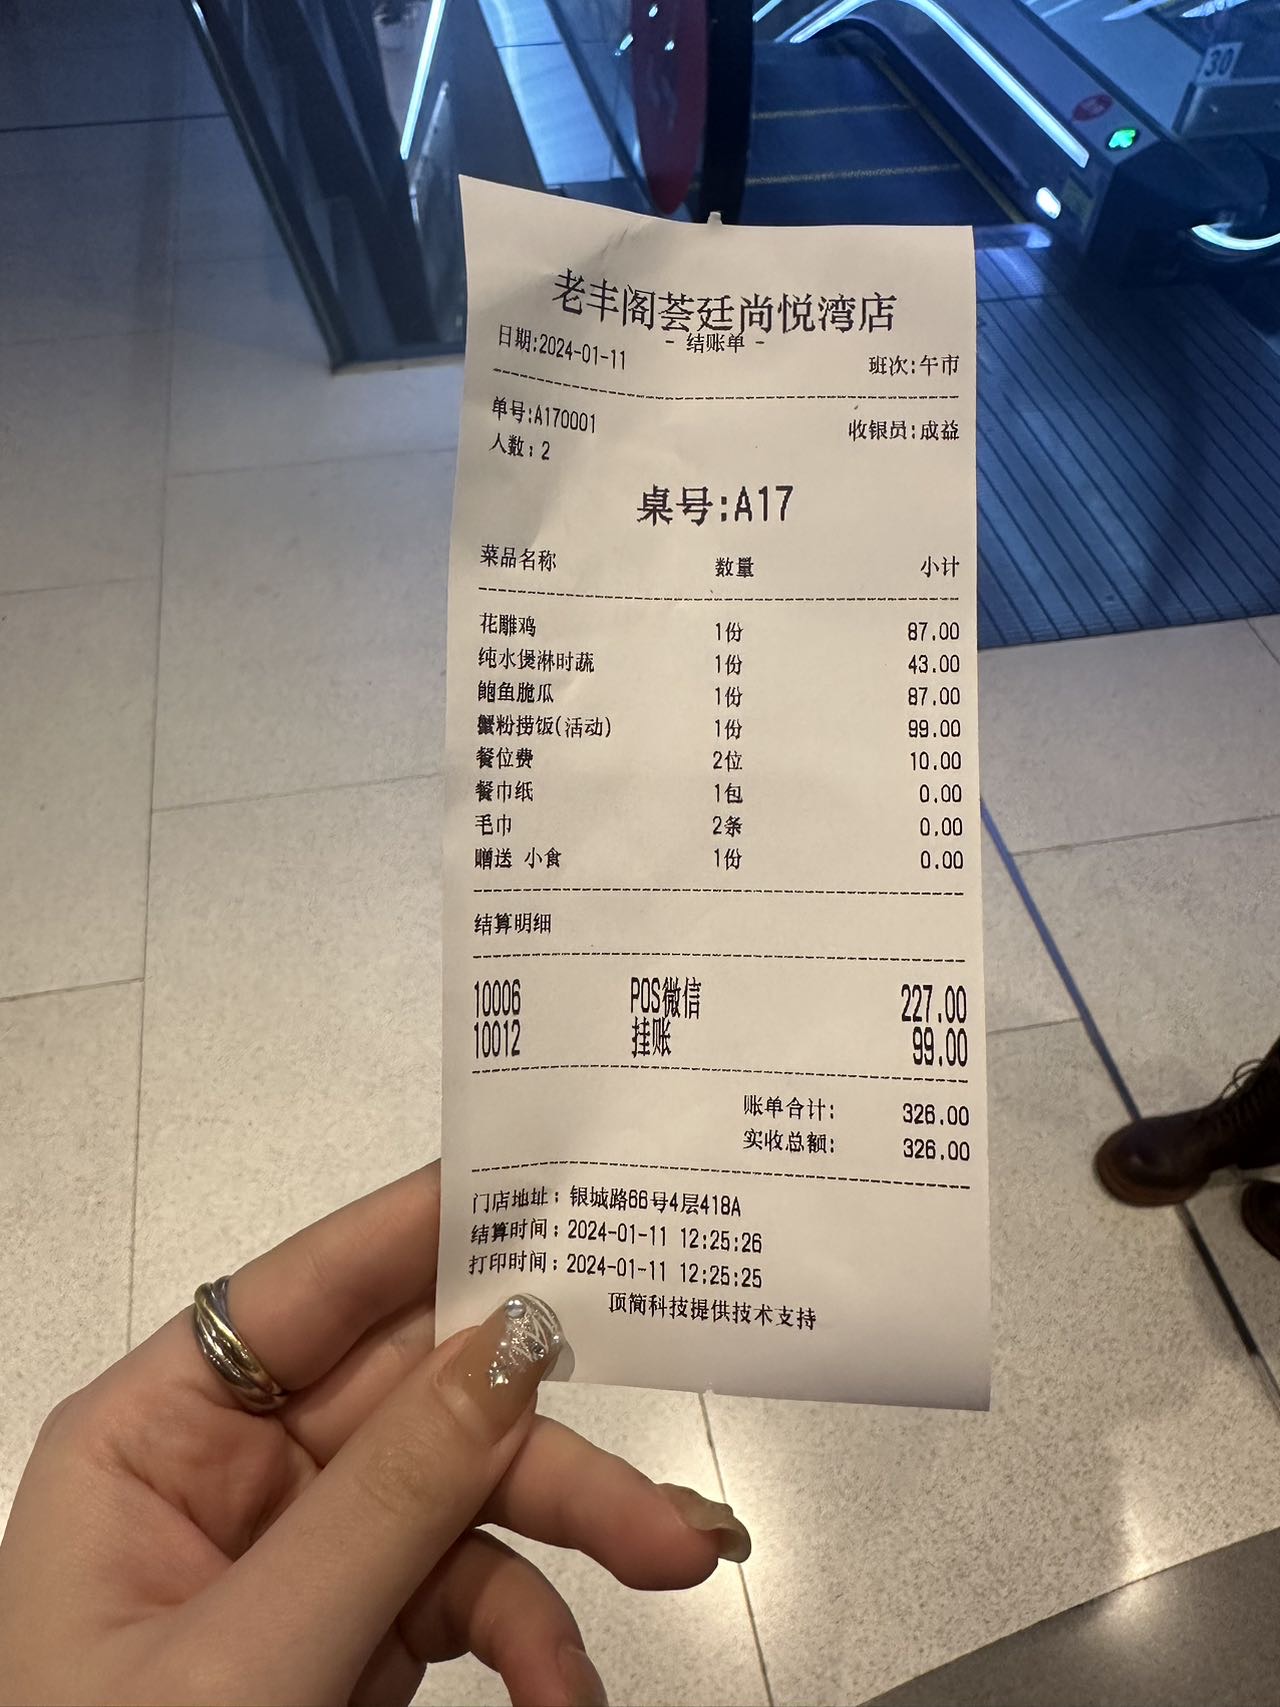 30
老丰阁荟廷尚悦湾店
- 结账单 -
日期:2024-01-11 班次:午市
单号:A170001 收银员:成益
人数：2
桌号:A17
菜品名称 数量 小计
花雕鸡 1份 87.00
纯水煲淋时蔬 1份 43.00
鲍鱼脆瓜 1份 87.00
蟹粉捞饭(活动) 1份 99.00
餐位费 2位 10.00
餐巾纸 1包 0.00
毛巾 2条 0.00
赠送 小食 1份 0.00
结算明细
10006 POS微信 227.00
10012 挂账 99.00
账单合计: 326.00
实收总额: 326.00
门店地址：银城路66号4层418A
结算时间：2024-01-11 12:25:26
打印时间：2024-01-11 12:25:25
顶简科技提供技术支持